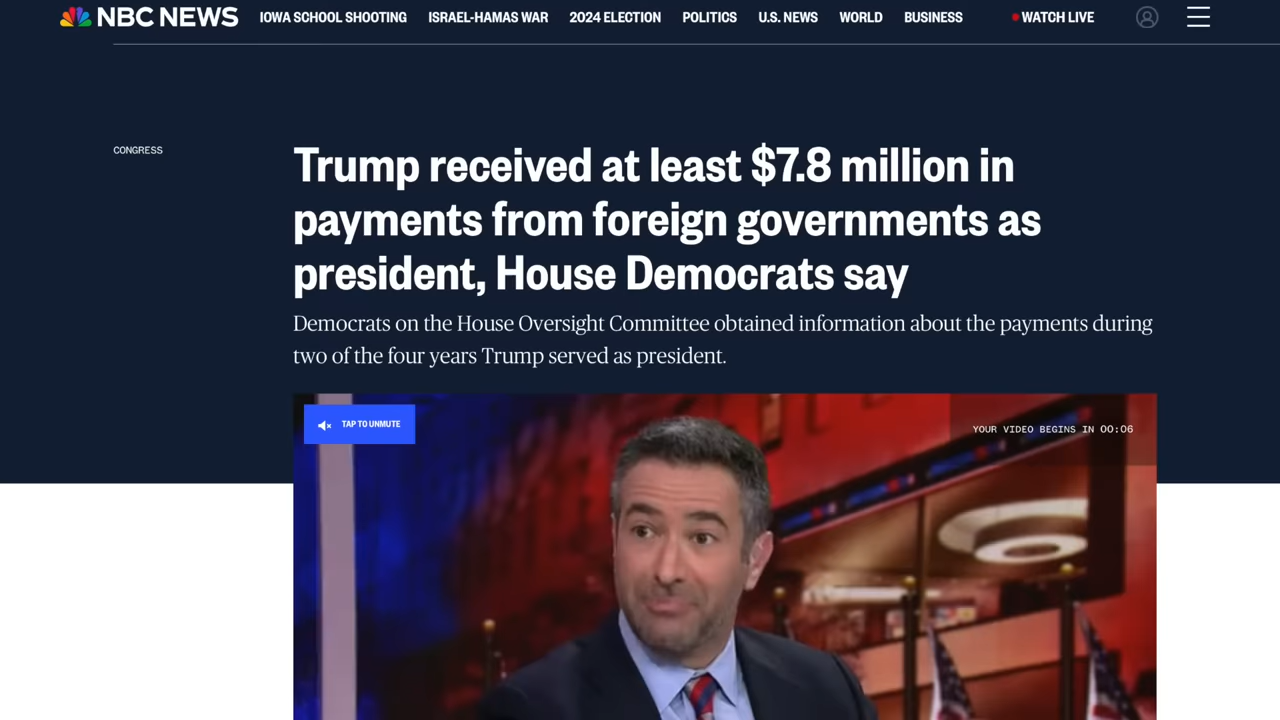 NBC NEWS IOWA SCHOOL SHOOTING ISRAEL-HAMAS WAR 2024 ELECTION POLITICS U.S. NEWS WORLD BUSINESS WATCH LIVE
CONGRESS
Trump received at least $7.8 million in
payments from foreign governments as
president, House Democrats say
Democrats on the House Oversight Committee obtained information about the payments during
two of the four years Trump served as president.
TAP TO UNMUTE
YOUR VIDEO BEGINS IN 00:06